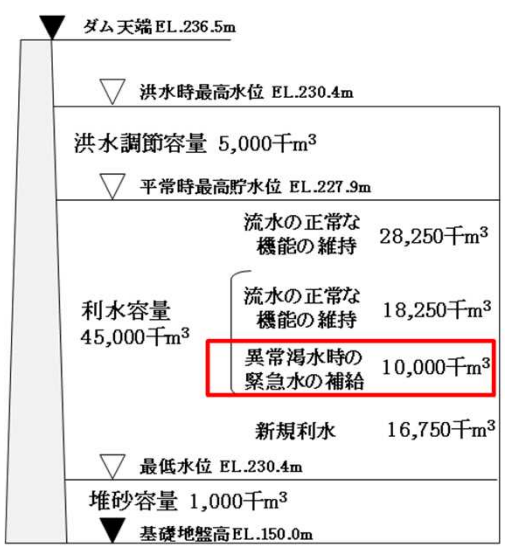 ダム天端EL.236.5m
洪水時最高水位 EL.230.4m
洪水調節容量 5,000千m³
平常時最高貯水位 EL.227.9m
流水の正常な
機能の維持 28,250千m³
利水容量
45,000千m³
流水の正常な
機能の維持 18,250千m³
異常渇水時の
緊急水の補給 10,000千m³
新規利水 16,750千m³
最低水位 EL.230.4m
堆砂容量 1,000千m³
基礎地盤高EL.150.0m